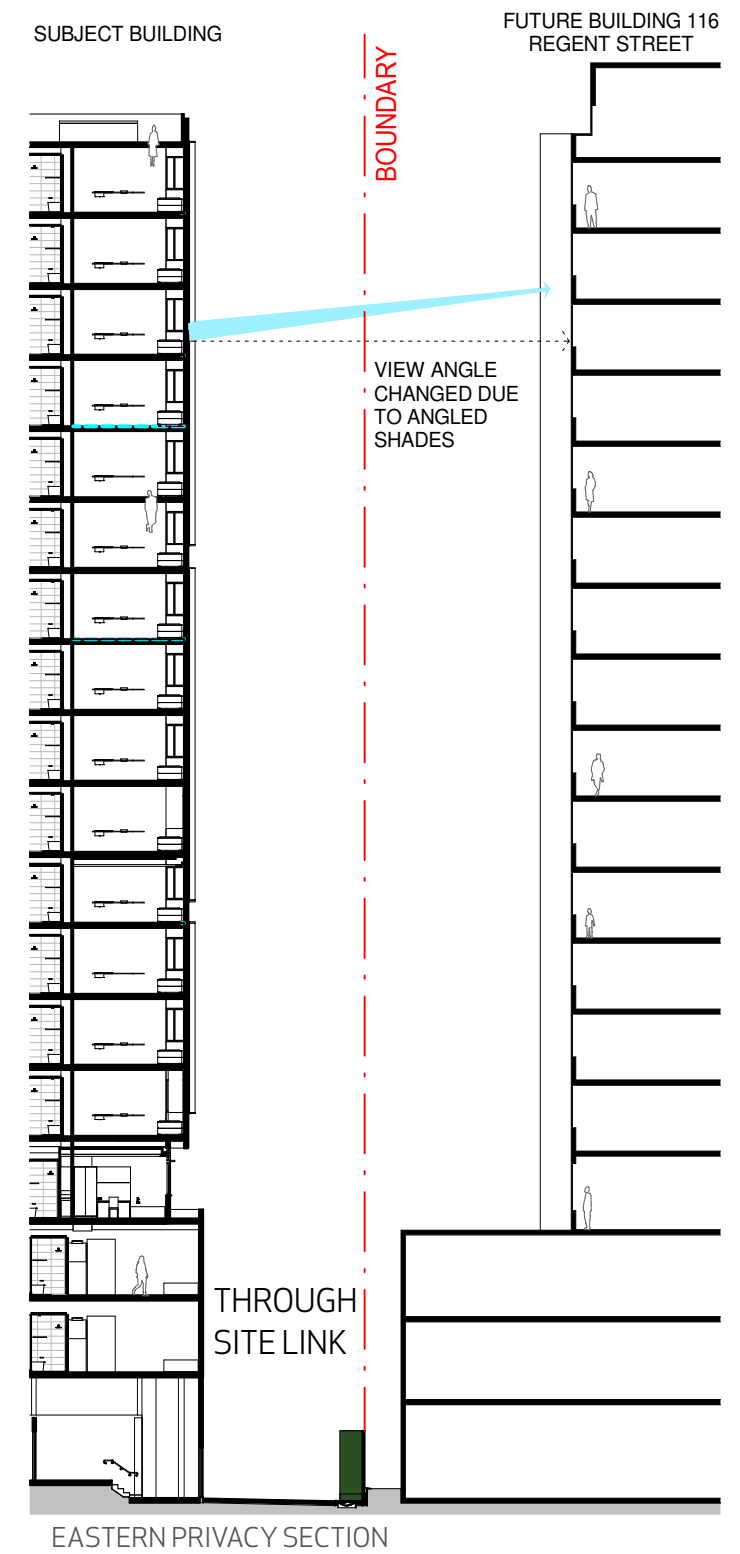 SUBJECT BUILDING
FUTURE BUILDING 116
REGENT STREET
BOUNDARY
VIEW ANGLE
CHANGED DUE
TO ANGLED
SHADES
THROUGH
SITE LINK
EASTERN PRIVACY SECTION